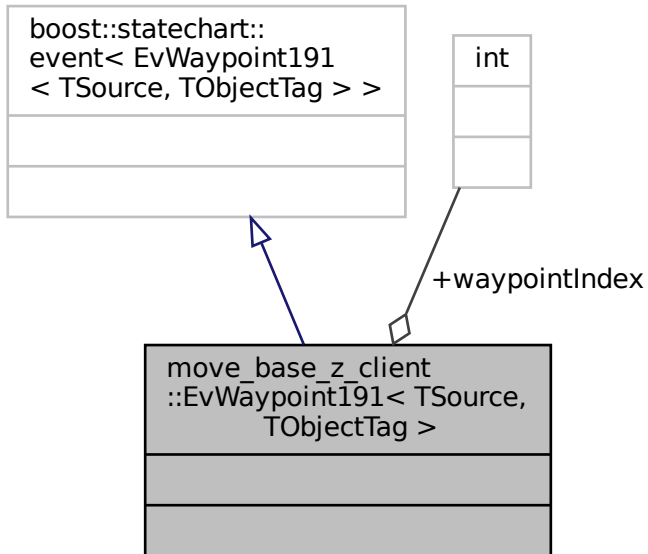 boost::statechart::
event< EvWaypoint191
< TSource, TObjectTag > >
int
+waypointIndex
move_base_z_client
::EvWaypoint191< TSource,
TObjectTag >